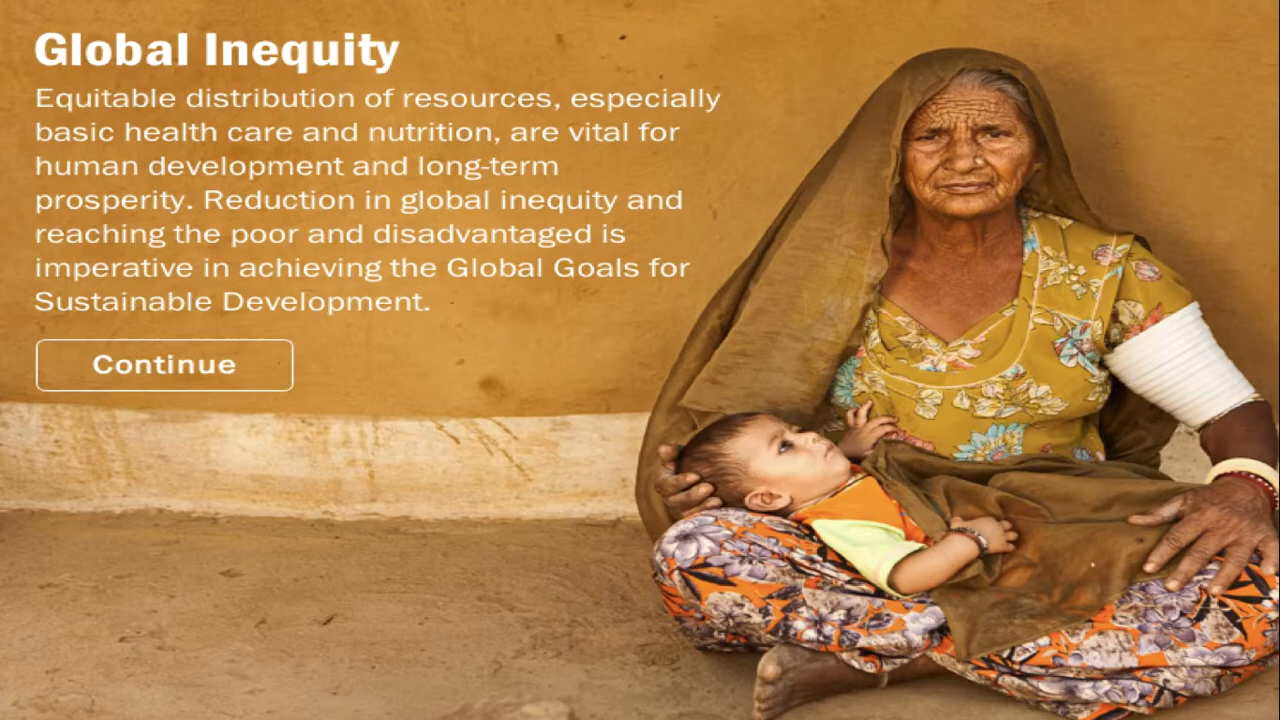 Global Inequity
Equitable distribution of resources, especially
basic health care and nutrition, are vital for
human development and long-term
prosperity. Reduction in global inequity and
reaching the poor and disadvantaged is
imperative in achieving the Global Goals for
Sustainable Development.
Continue